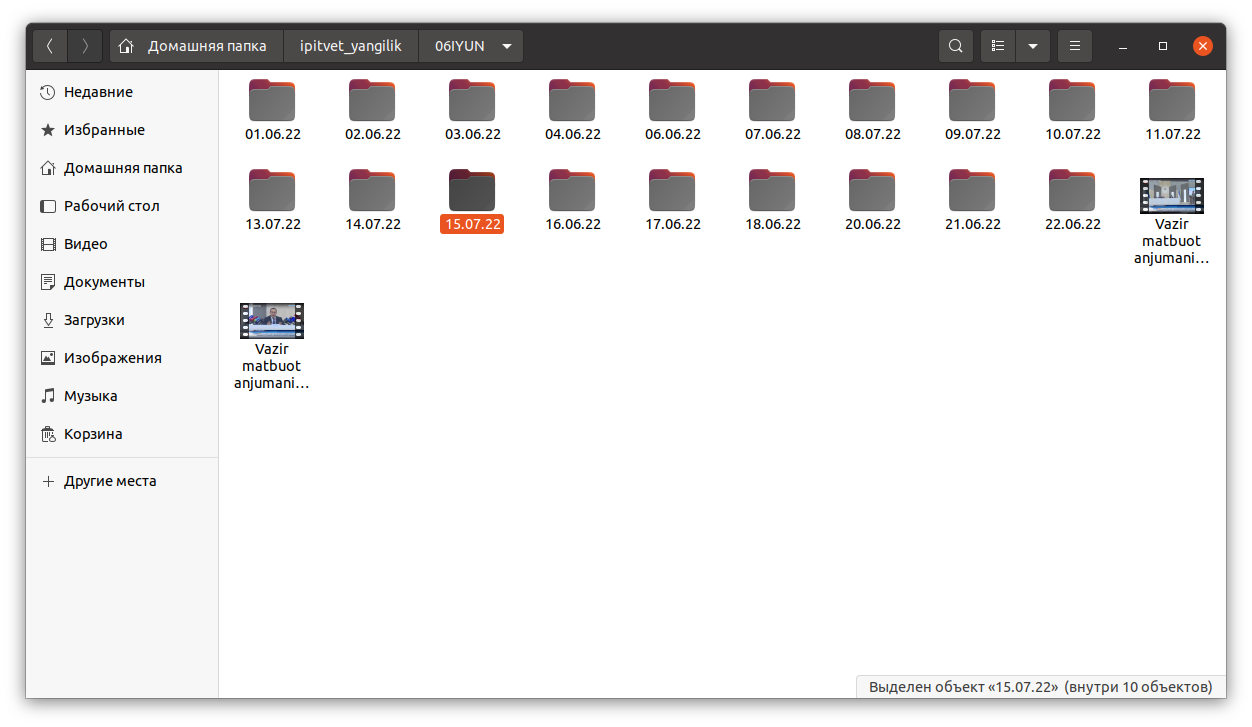 Домашняя папка ipitvet_yangilik 06IYUN
Недавние
Избранные
Домашняя папка
Рабочий стол
Видео
Документы
Загрузки
Изображения
Музыка
Корзина
Другие места
01.06.22 02.06.22 03.06.22 04.06.22 06.06.22 07.06.22 08.07.22 09.07.22 10.07.22 11.07.22
13.07.22 14.07.22 15.07.22 16.06.22 17.06.22 18.06.22 20.06.22 21.06.22 22.06.22 Vazir
matbuot
anjumani…
Vazir
matbuot
anjumani…
Выделен объект «15.07.22» (внутри 10 объектов)